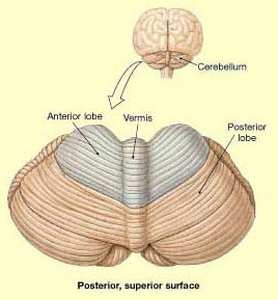 Cerebellum
Anterior lobe
Vermis
Posterior
lobe
Posterior, superior surface